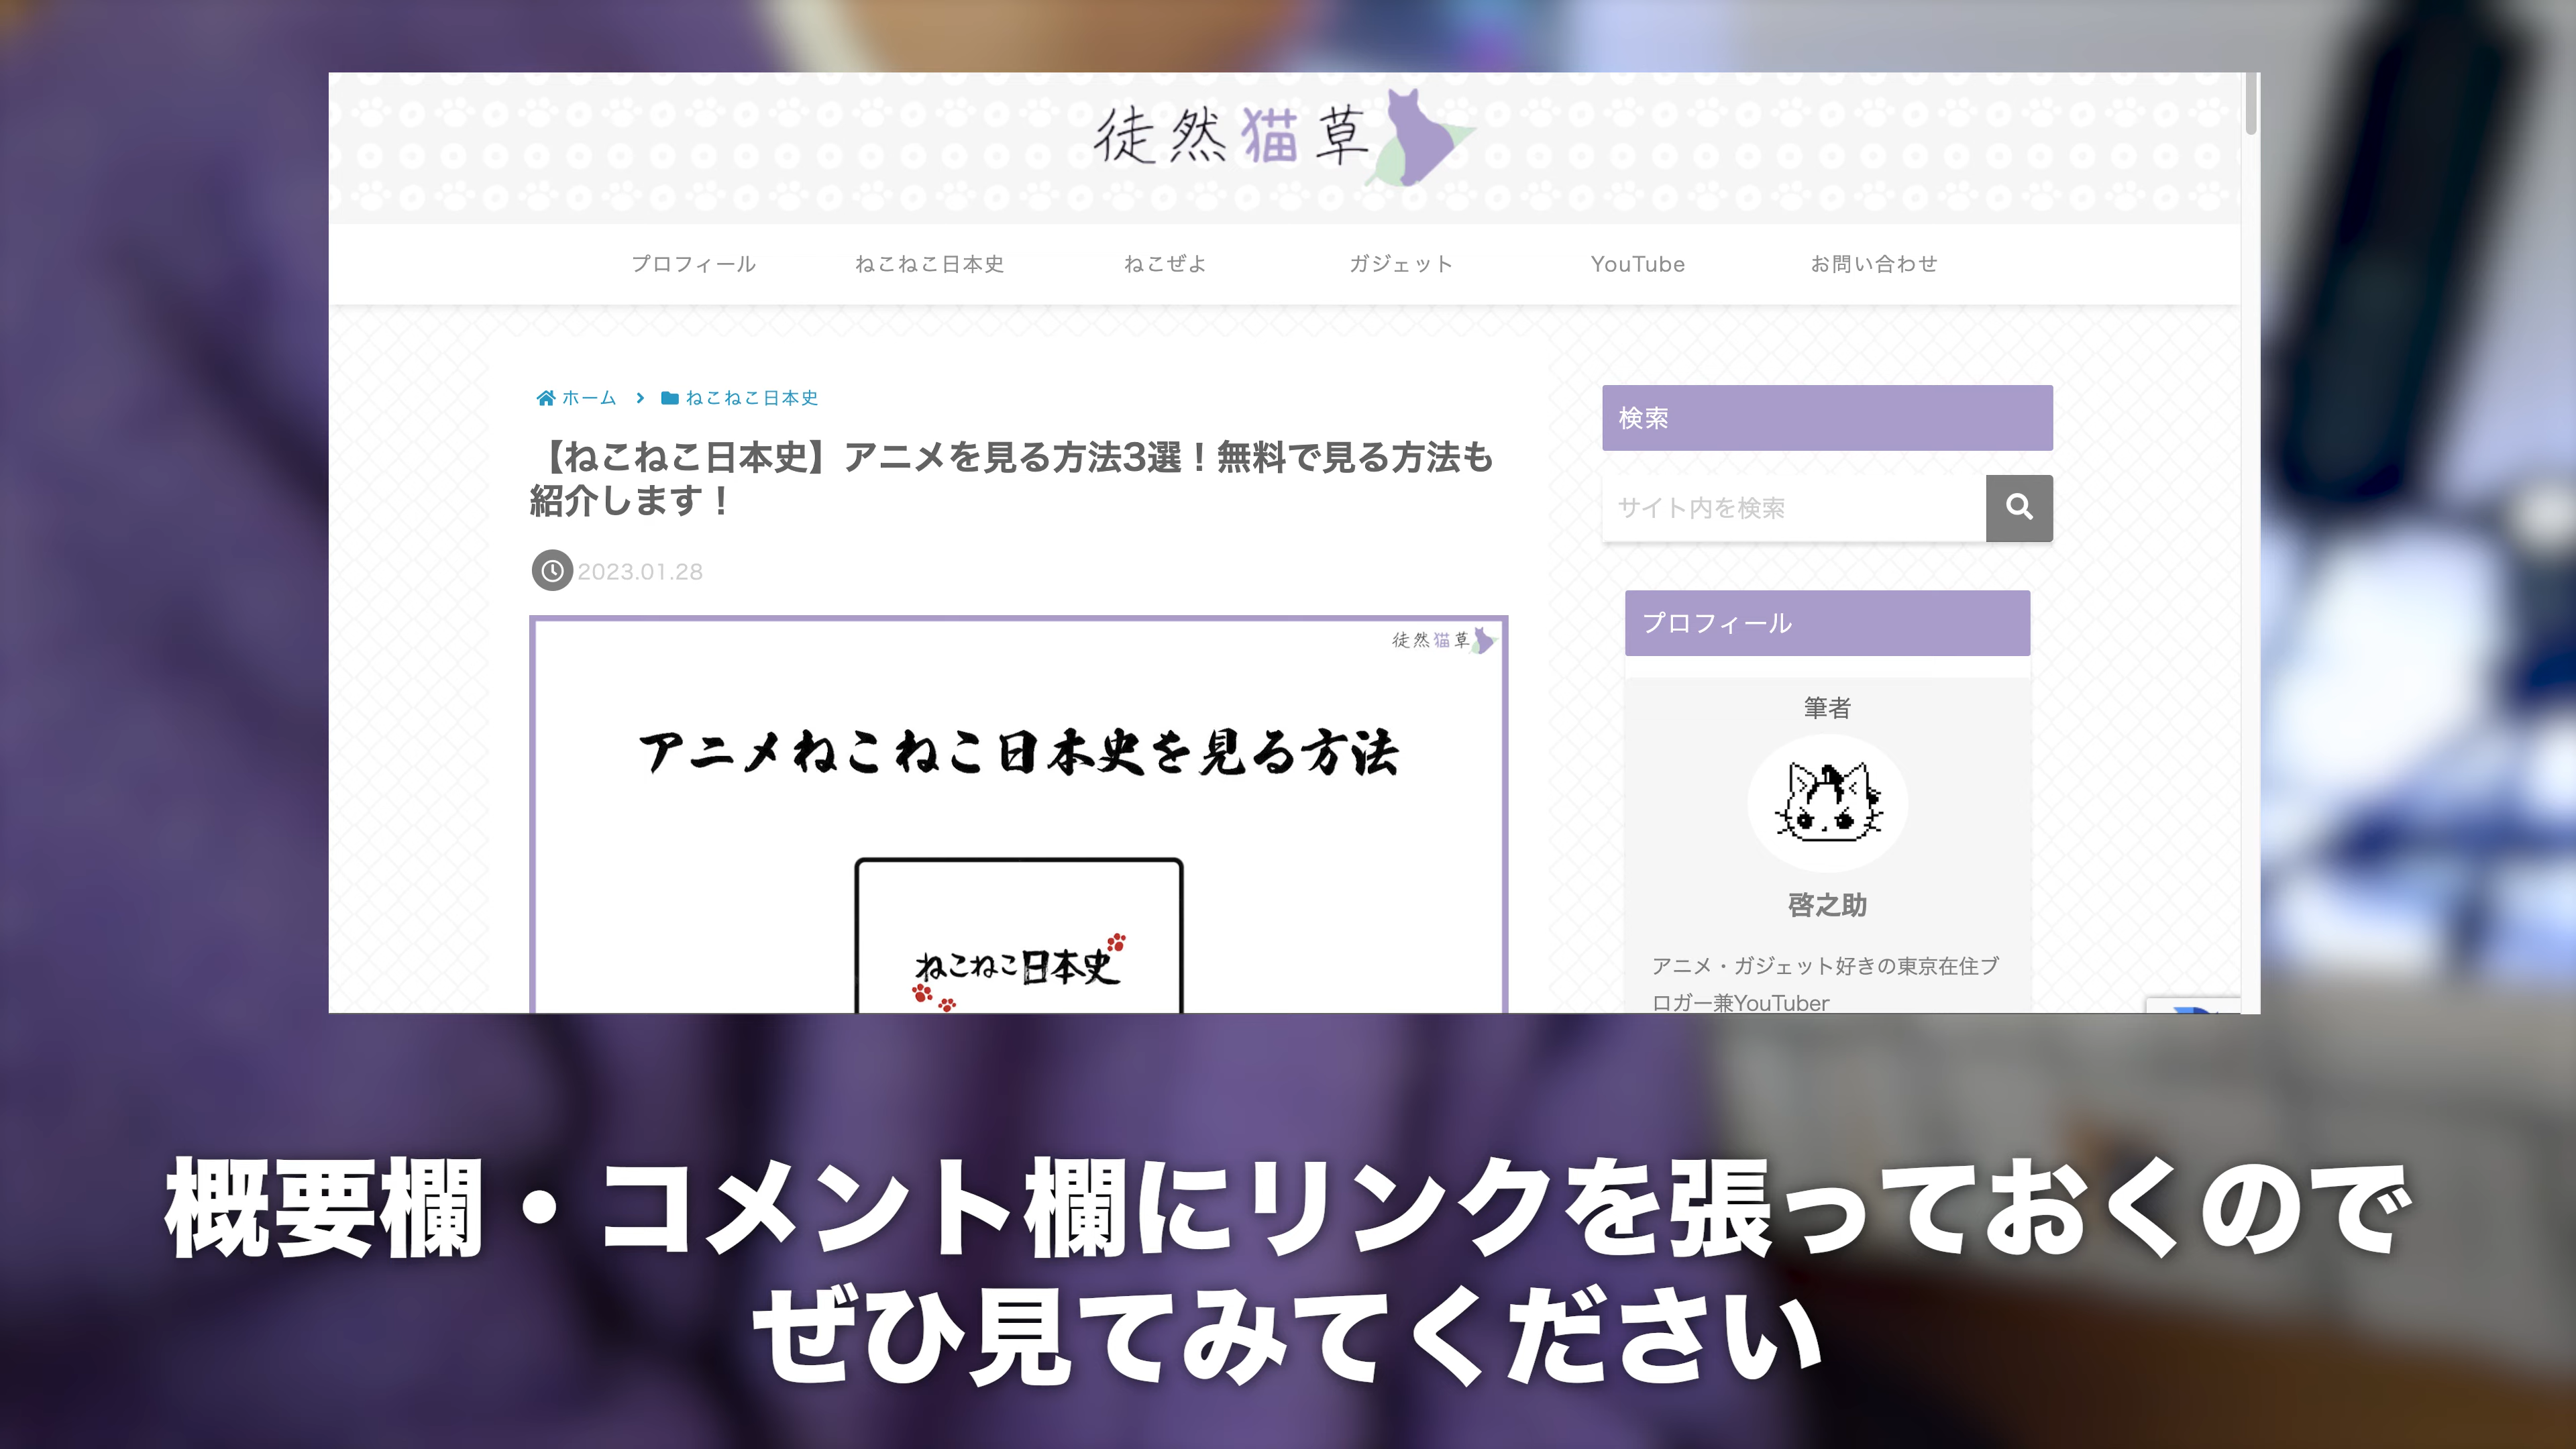 徒然猫草
プロフィール ねこねこ日本史 ねこぜよ ガジェット YouTube お問い合わせ
ホーム ねこねこ日本史
【ねこねこ日本史】アニメを見る方法3選！無料で見る方法も
紹介します！
2023.01.28
徒然猫草
アニメねこねこ日本史を見る方法
ねこねこ日本史
検索
サイト内を検索
プロフィール
筆者
啓之助
アニメ・ガジェット好きの東京在住ブ
ロガー兼YouTuber
概要欄・コメント欄にリンクを張っておくので
ぜひ見てみてください